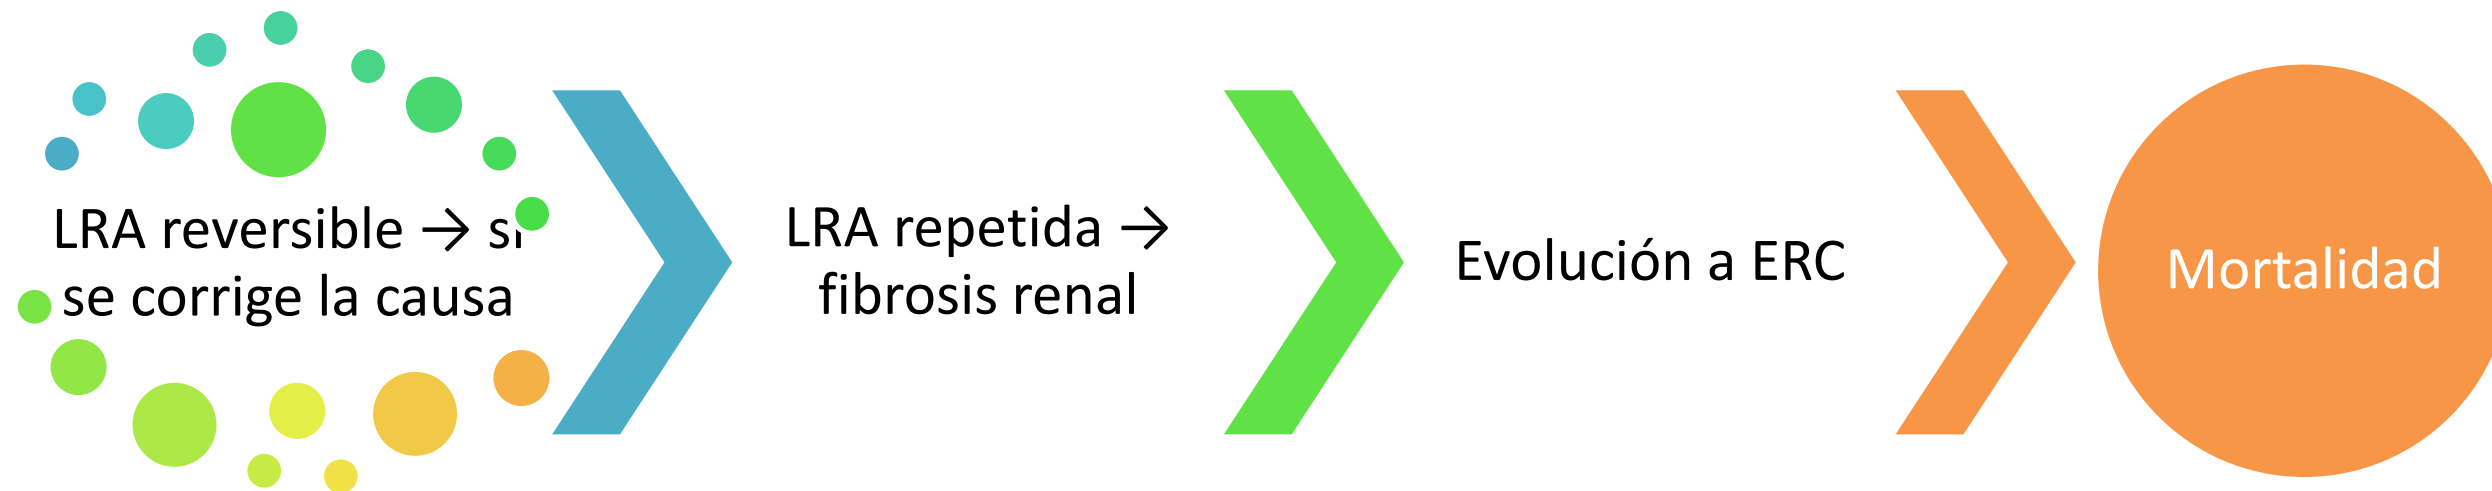 LRA reversible → si
se corrige la causa
LRA repetida →
fibrosis renal
Evolución a ERC
Mortalidad